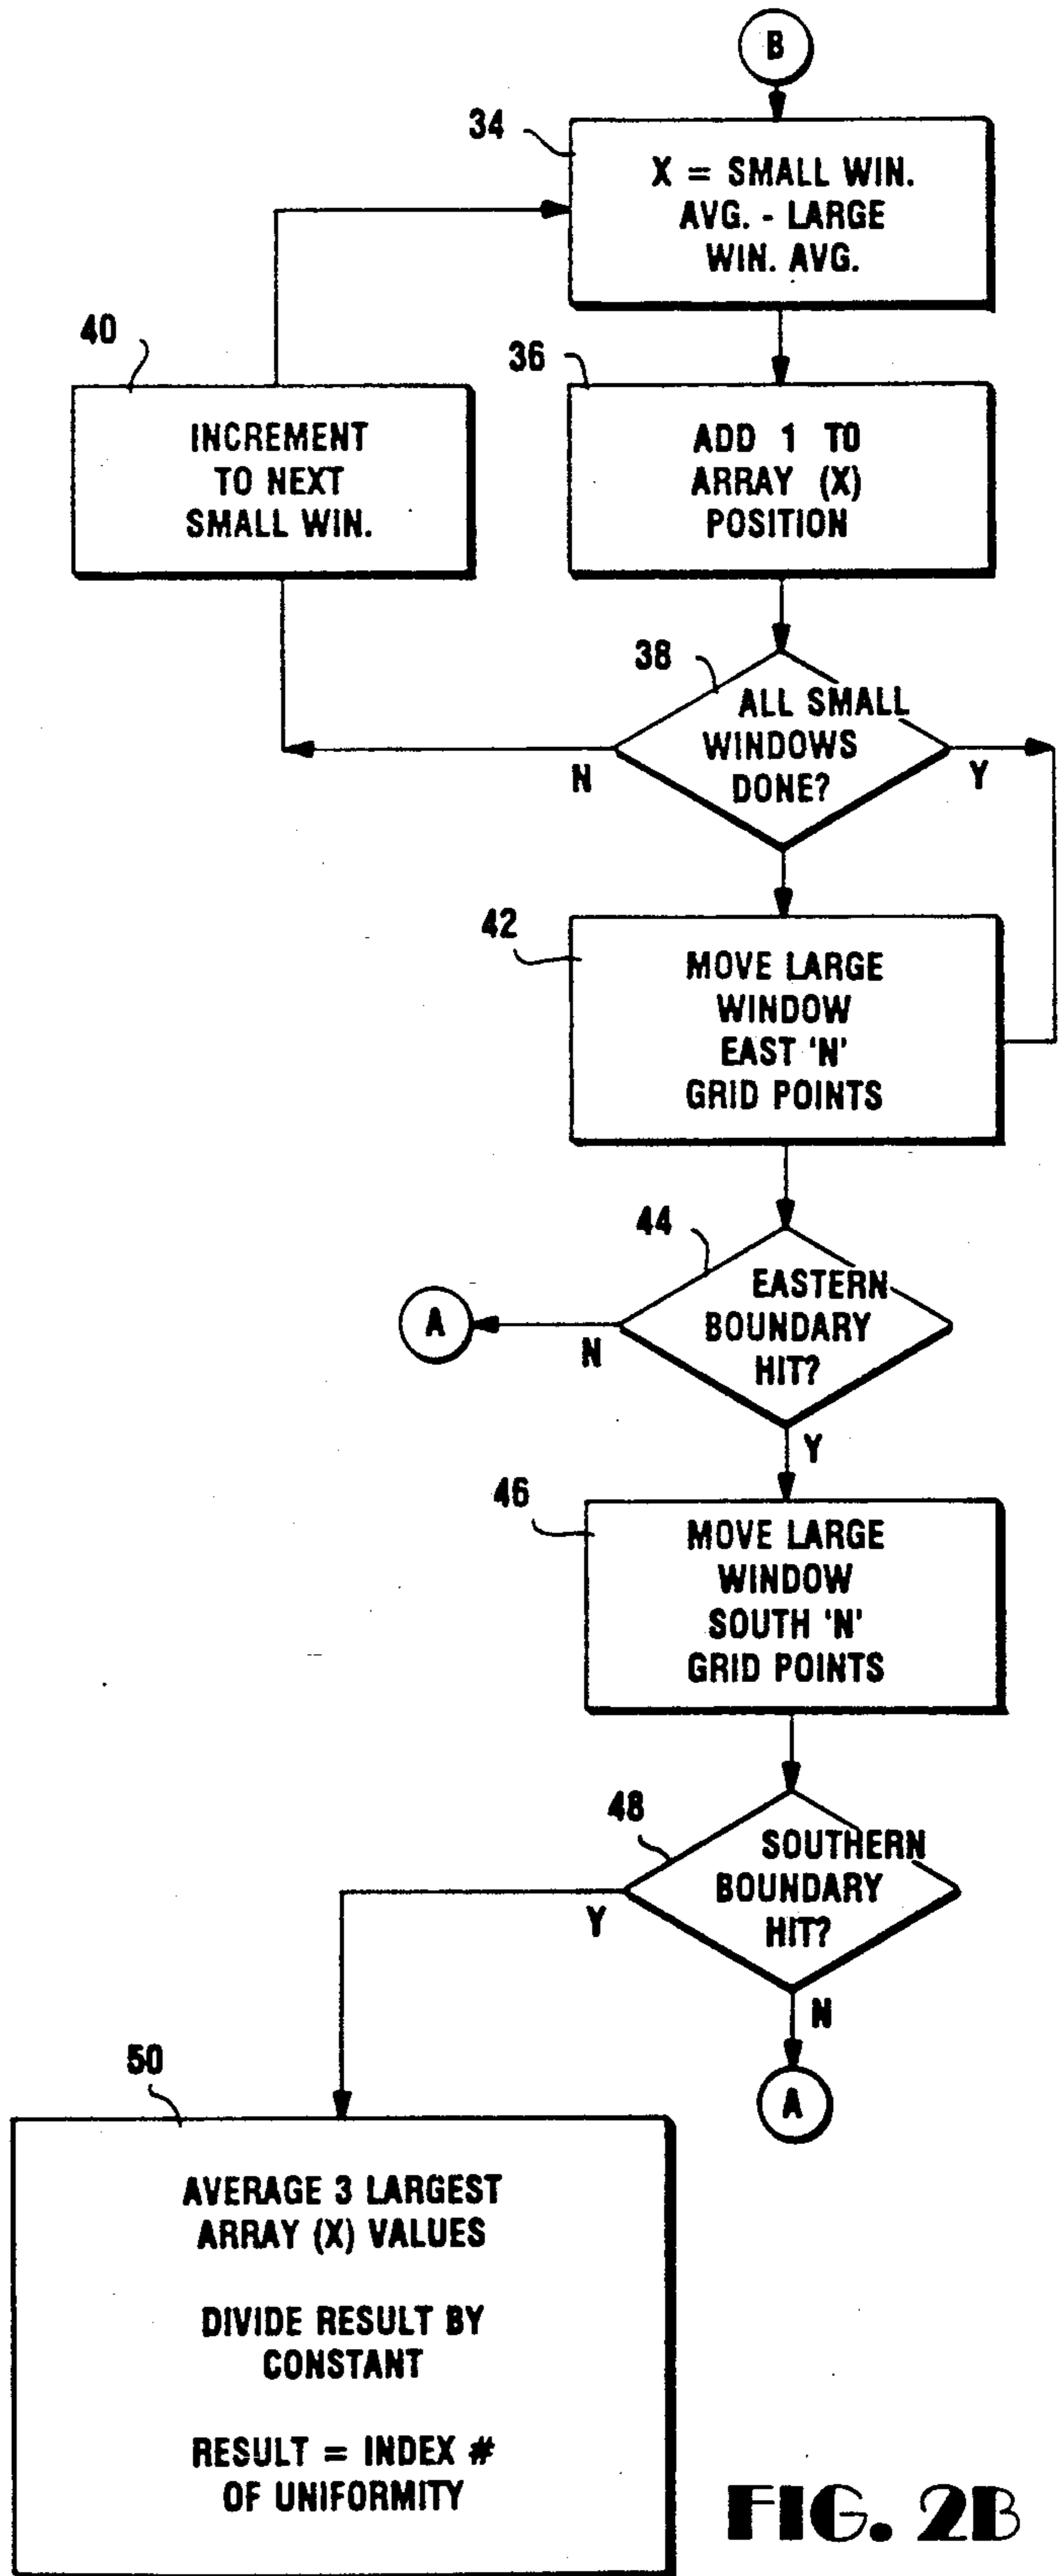 B
34
X = SMALL WIN.
AVG. - LARGE
WIN. AVG.
40
INCREMENT
TO NEXT
SMALL WIN.
36
ADD 1 TO
ARRAY (X)
POSITION
38
ALL SMALL
WINDOWS
DONE?
N
Y
42
MOVE LARGE
WINDOW
EAST 'N'
GRID POINTS
44
EASTERN
BOUNDARY
HIT?
A
N
Y
46
MOVE LARGE
WINDOW
SOUTH 'N'
GRID POINTS
48
SOUTHERN
BOUNDARY
HIT?
Y
N
A
50
AVERAGE 3 LARGEST
ARRAY (X) VALUES
DIVIDE RESULT BY
CONSTANT
RESULT = INDEX #
OF UNIFORMITY
FIG. 2B